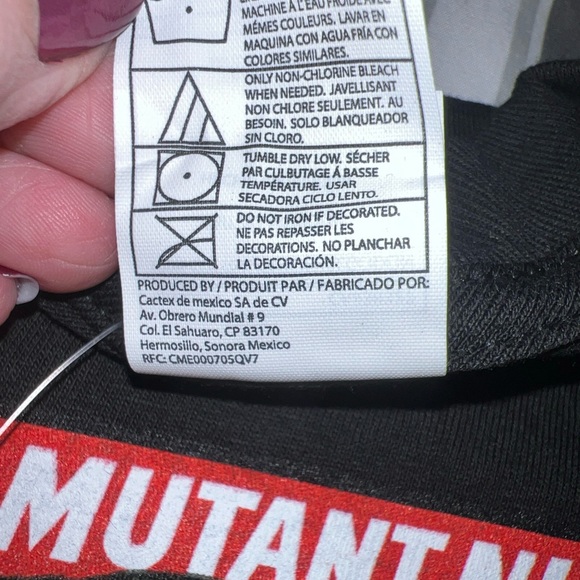 MACHINE À L'EAU FROIDE AVEC
MÊMES COULEURS. LAVAR EN
MAQUINA CON AGUA FRÍA CON
COLORES SIMILARES.
ONLY NON-CHLORINE BLEACH
WHEN NEEDED. JAVELLISANT
NON CHLORE SEULEMENT. AU
BESOIN. SOLO BLANQUEADOR
SIN CLORO.
TUMBLE DRY LOW. SÉCHER
PAR CULBUTAGE À BASSE
TEMPÉRATURE. USAR
SECADORA CICLO LENTO.
DO NOT IRON IF DECORATED.
NE PAS REPASSER LES
DECORATIONS. NO PLANCHAR
LA DECORACIÓN.
PRODUCED BY / PRODUIT PAR / FABRICADO POR:
Cactex de mexico SA de CV
Av. Obrero Mundial # 9
Col. El Sahuaro, CP 83170
Hermosillo, Sonora Mexico
RFC: CME000705QV7
MUTANT NI